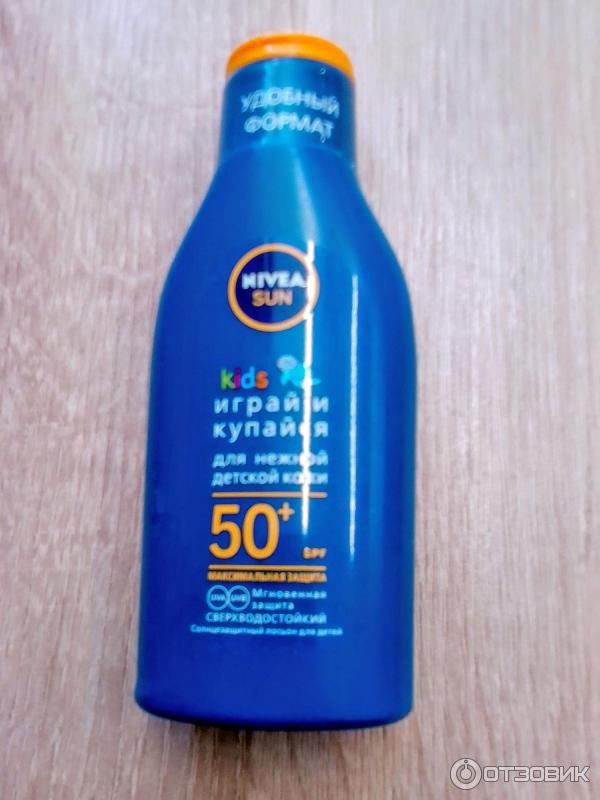 УДОБНЫЙ
ФОРМАТ
NIVEA
SUN
kids
играй и
купайся
для нежной
детской кожи
50+
SPF
МАКСИМАЛЬНАЯ ЗАЩИТА
UVA UVB Мгновенная
защита
СВЕРХВОДОСТОЙКИЙ
Солнцезащитный лосьон для детей
ОТЗОВИК